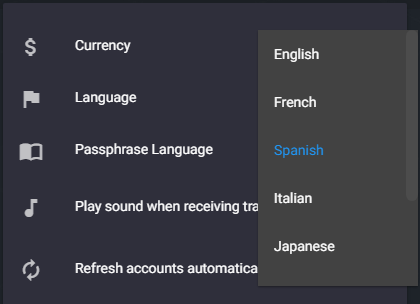 Currency
Language
Passphrase Language
Play sound when receiving tra
Refresh accounts automatica
English
French
Spanish
Italian
Japanese